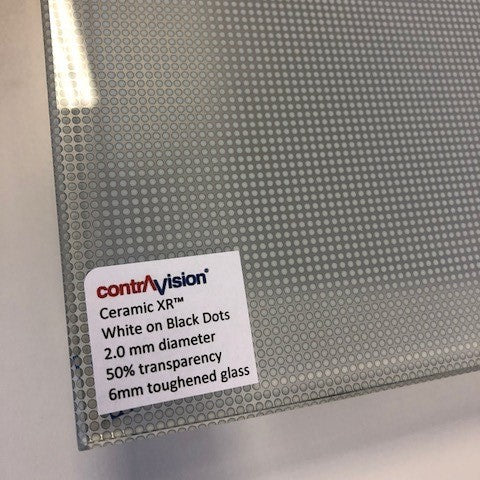 contrAvision®
Ceramic XR™
White on Black Dots
2.0 mm diameter
50% transparency
6mm toughened glass